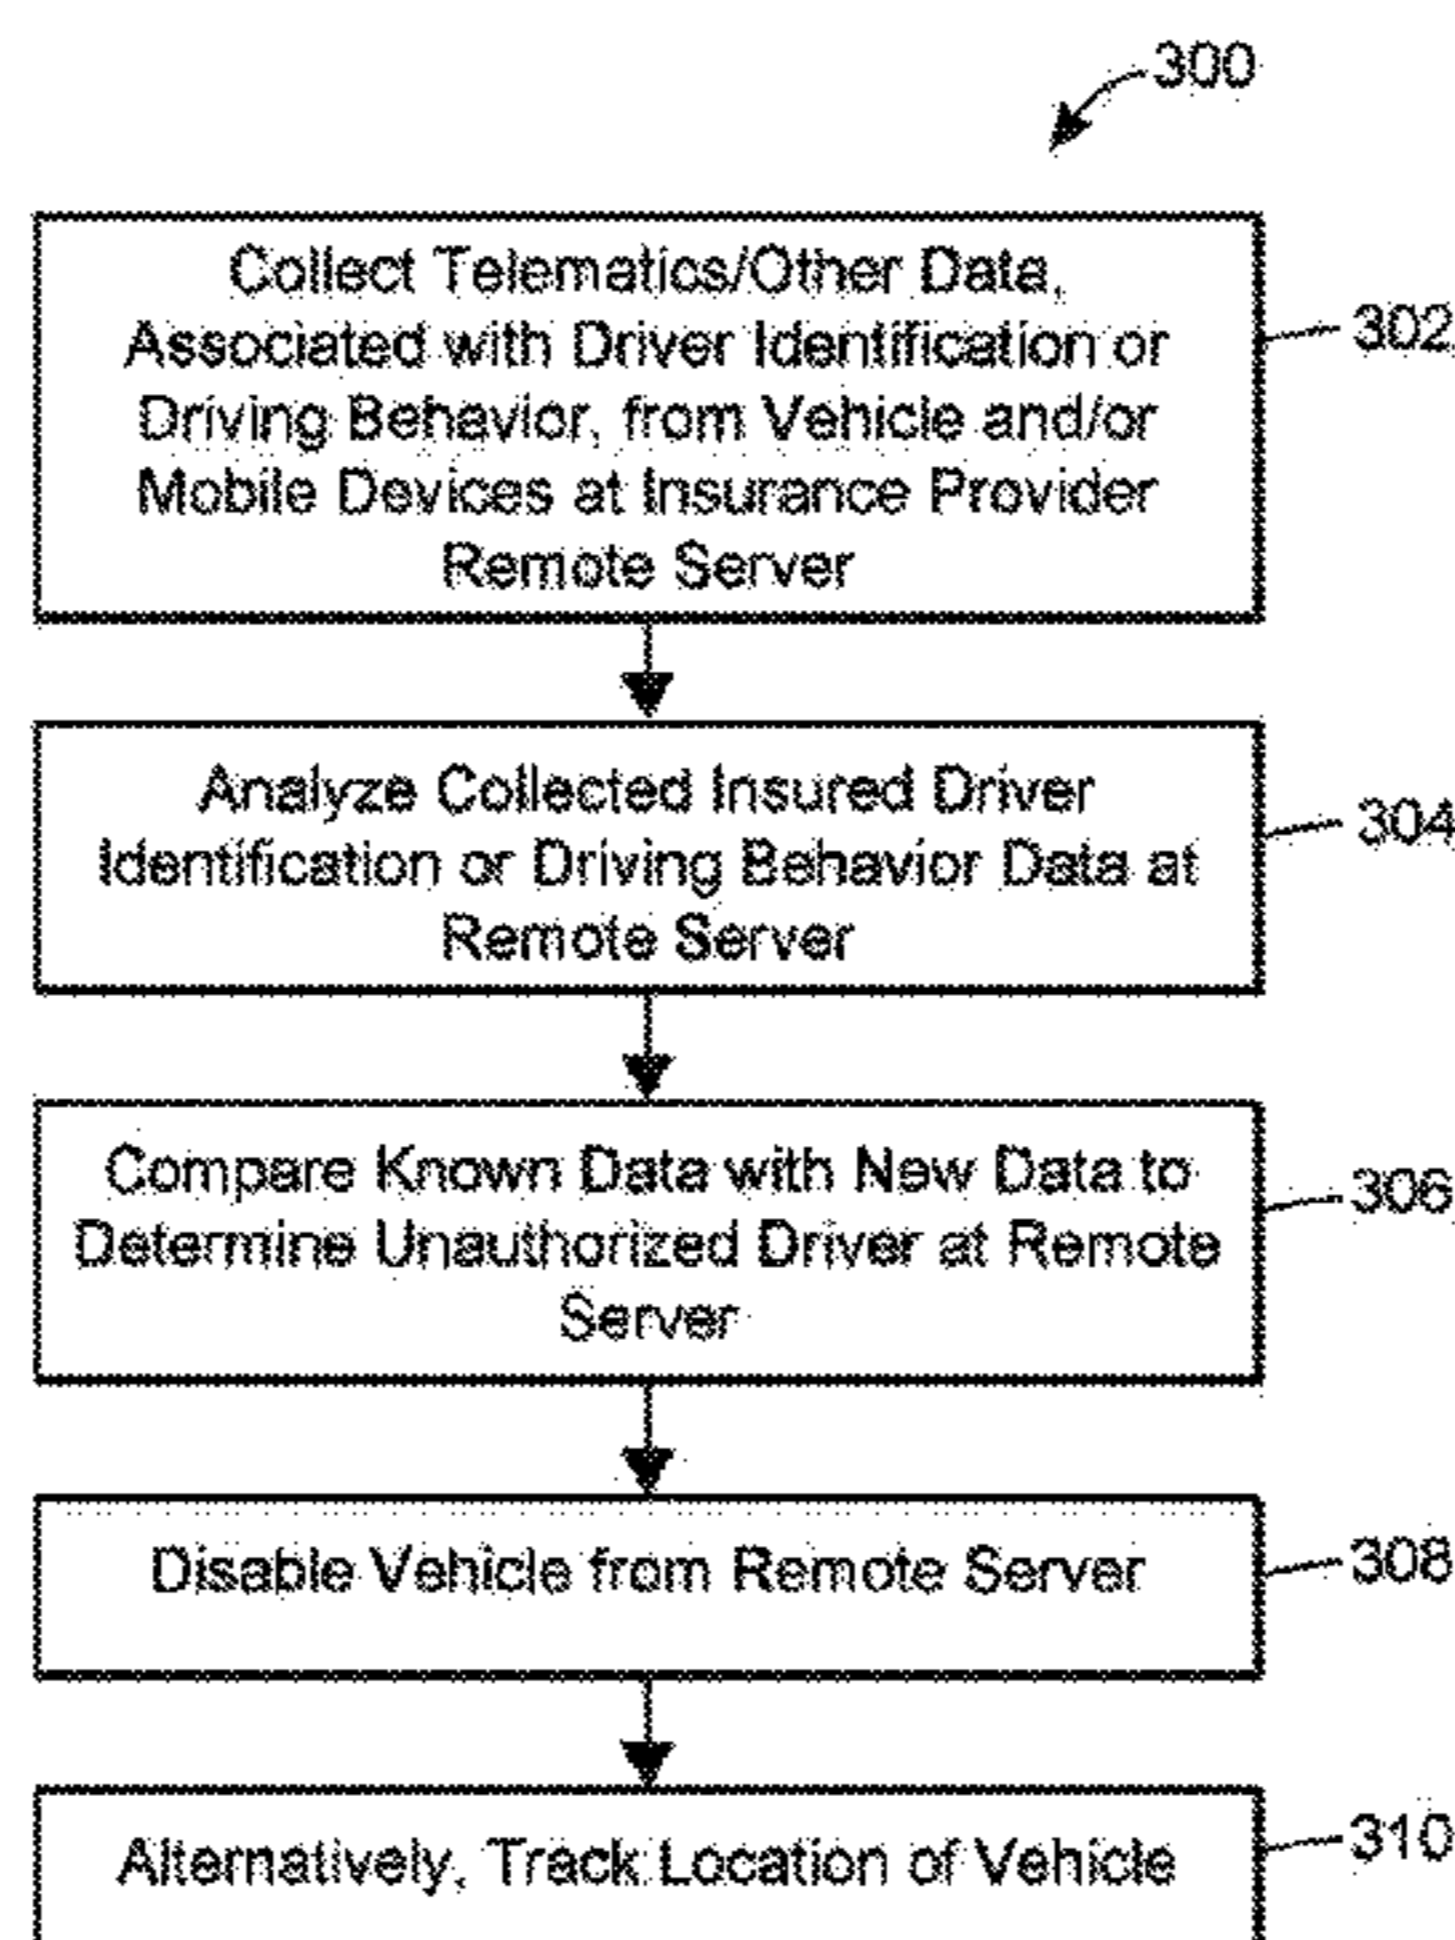 300
Collect Telematics/Other Data,
Associated with Driver Identification or
Driving Behavior, from Vehicle and/or
Mobile Devices at Insurance Provider
Remote Server
302
Analyze Collected Insured Driver
Identification or Driving Behavior Data at
Remote Server
304
Compare Known Data with New Data to
Determine Unauthorized Driver at Remote
Server
306
Disable Vehicle from Remote Server
308
Alternatively, Track Location of Vehicle
310